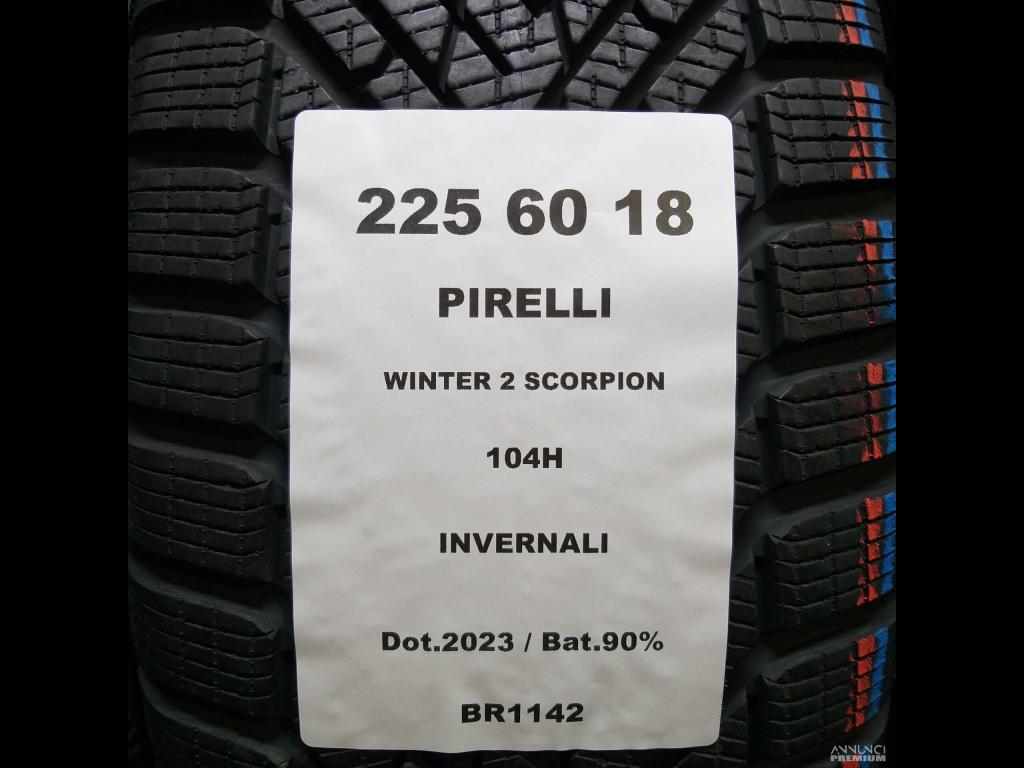 225 60 18
PIRELLI
WINTER 2 SCORPION
104H
INVERNALI
Dot.2023 / Bat.90%
BR1142
ANNUNCI
PREMIUM